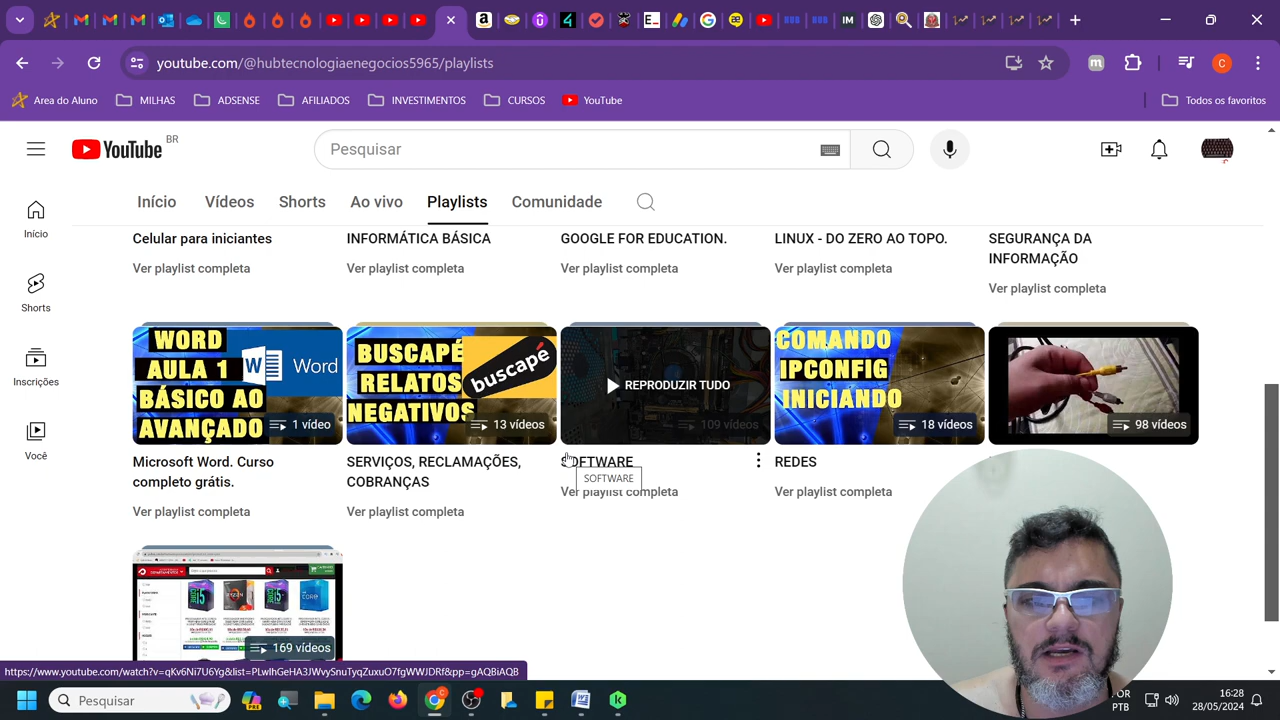 youtube.com/@hubtecnologiaenegocios5965/playlists
Area do Aluno
MILHAS
ADSENSE
AFILIADOS
INVESTIMENTOS
CURSOS
YouTube
Todos os favoritos
YouTube BR
Pesquisar
Início
Vídeos
Shorts
Ao vivo
Playlists
Comunidade
Início
Shorts
Inscrições
Você
Celular para iniciantes
Ver playlist completa
INFORMÁTICA BÁSICA
Ver playlist completa
GOOGLE FOR EDUCATION.
Ver playlist completa
LINUX - DO ZERO AO TOPO.
Ver playlist completa
SEGURANÇA DA
INFORMAÇÃO
Ver playlist completa
WORD
AULA 1
BÁSICO AO
AVANÇADO
Word
1 vídeo
Microsoft Word. Curso
completo grátis.
Ver playlist completa
BUSCAPÉ
RELATOS
NEGATIVOS
buscapé
13 vídeos
SERVIÇOS, RECLAMAÇÕES,
COBRANÇAS
Ver playlist completa
REPRODUZIR TUDO
109 vídeos
SOFTWARE
SOFTWARE
Ver playlist completa
COMANDO
IPCONFIG
INICIANDO
18 vídeos
REDES
Ver playlist completa
98 vídeos
169 vídeos
https://www.youtube.com/watch?v=qKv6Ni7U6Yg&list=PLwIhGeHA3JWvySnuTyqZuxuO7fgWWJDRf&pp=gAQBiAQB
Pesquisar
POR
PTB
16:28
28/05/2024